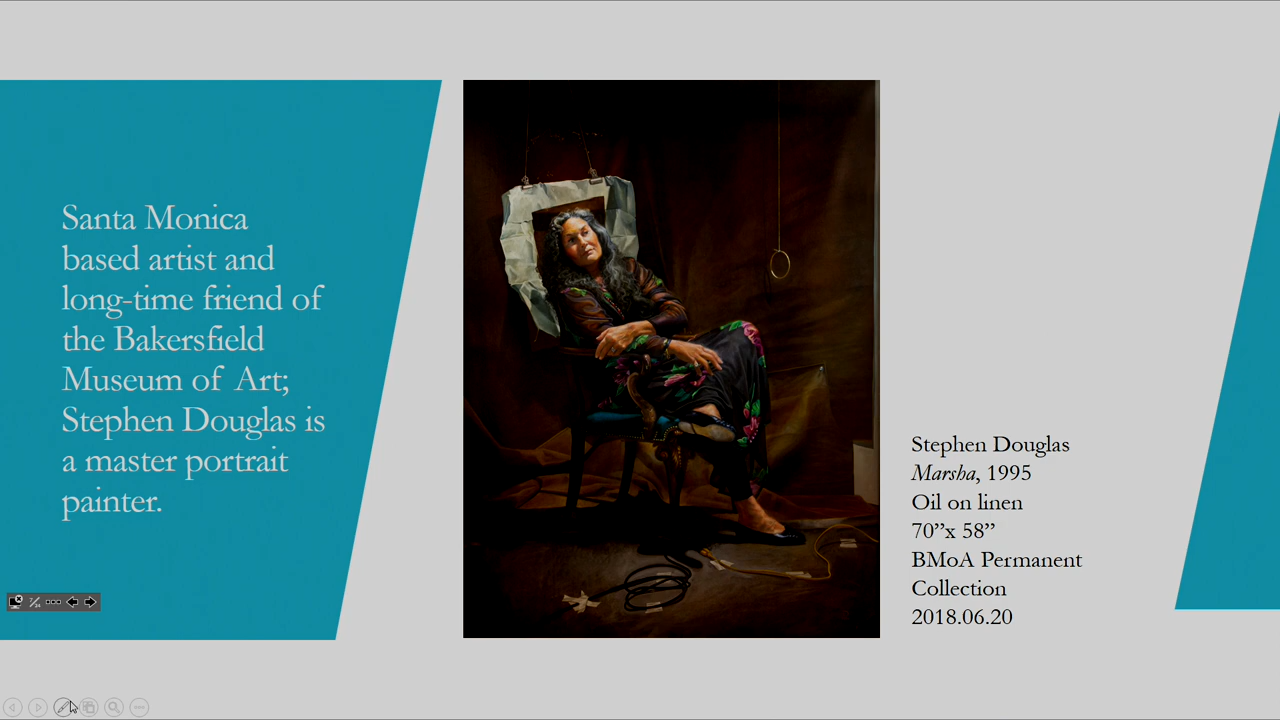 Santa Monica
based artist and
long-time friend of
the Bakersfield
Museum of Art;
Stephen Douglas is
a master portrait
painter.
Stephen Douglas
Marsha, 1995
Oil on linen
70”x 58”
BMoA Permanent
Collection
2018.06.20